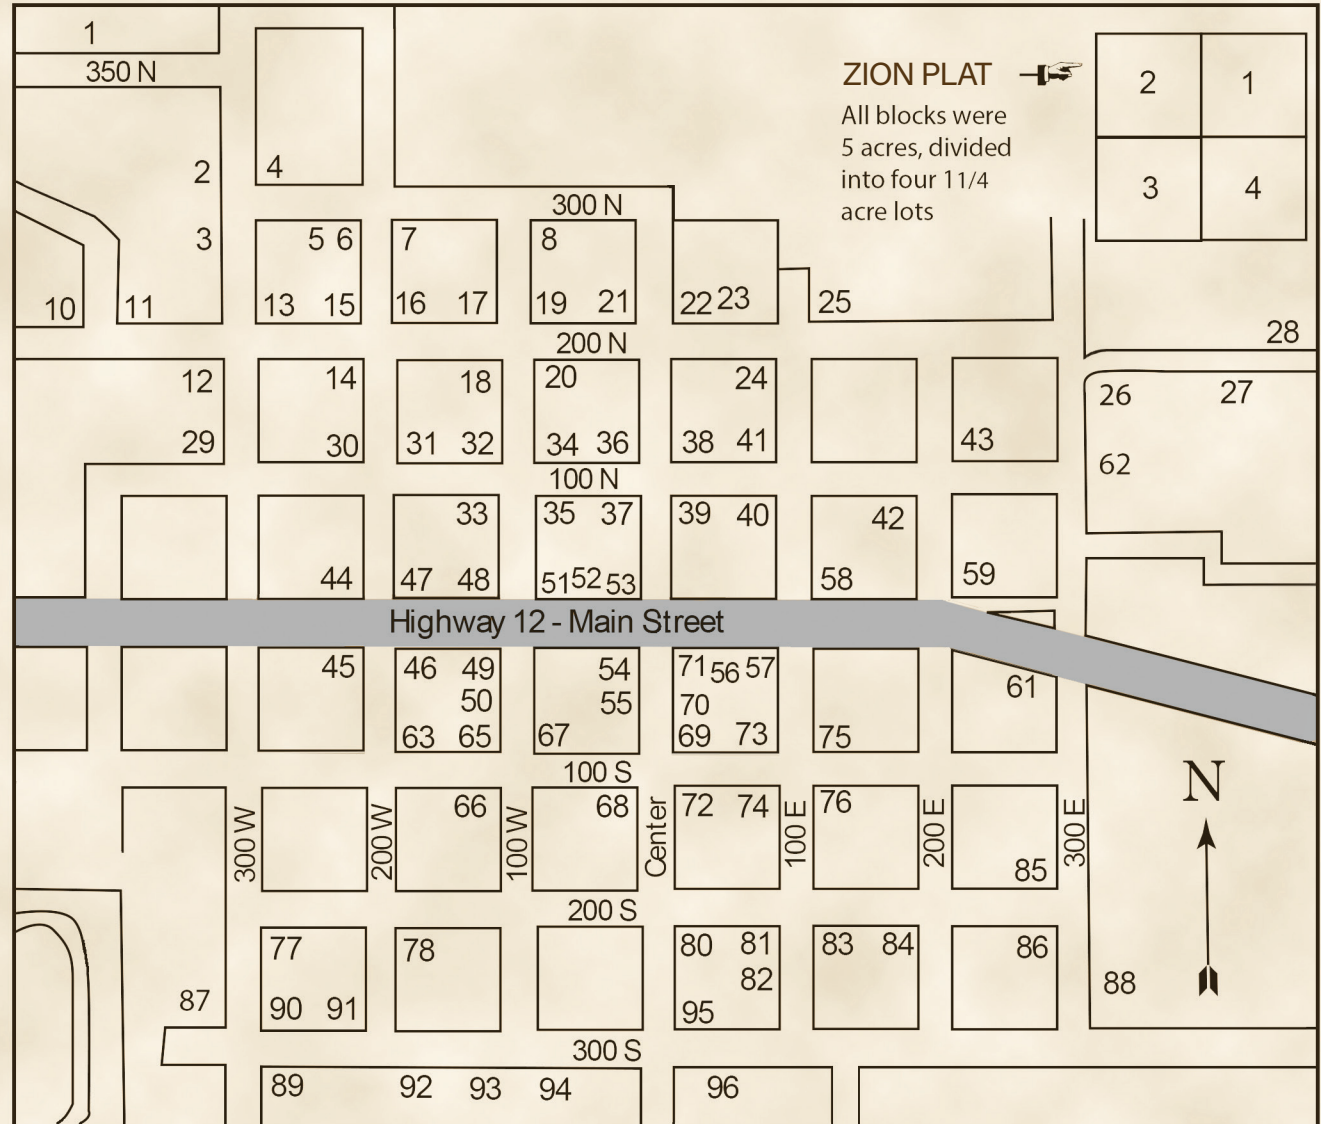 1
350 N
ZION PLAT
All blocks were
5 acres, divided
into four 11/4
acre lots
2 1
3 4
2
4
3
300 N
5 6 7 8
10 11 13 15 16 17 19 21 22 23 25
28
200 N
12 14 18 20 24 26 27
29 30 31 32 34 36 38 41 43
62
100 N
33 35 37 39 40 42
44 47 48 51 52 53 58 59
Highway 12 - Main Street
45 46 49 54 71 56 57 61
50 55 70
63 65 67 69 73 75
100 S
N
66 68 72 74 76
300 W 200 W 100 W Center 100 E 200 E 300 E
85
200 S
77 78 80 81 83 84 86
82 88
87 90 91 95
300 S
89 92 93 94 96